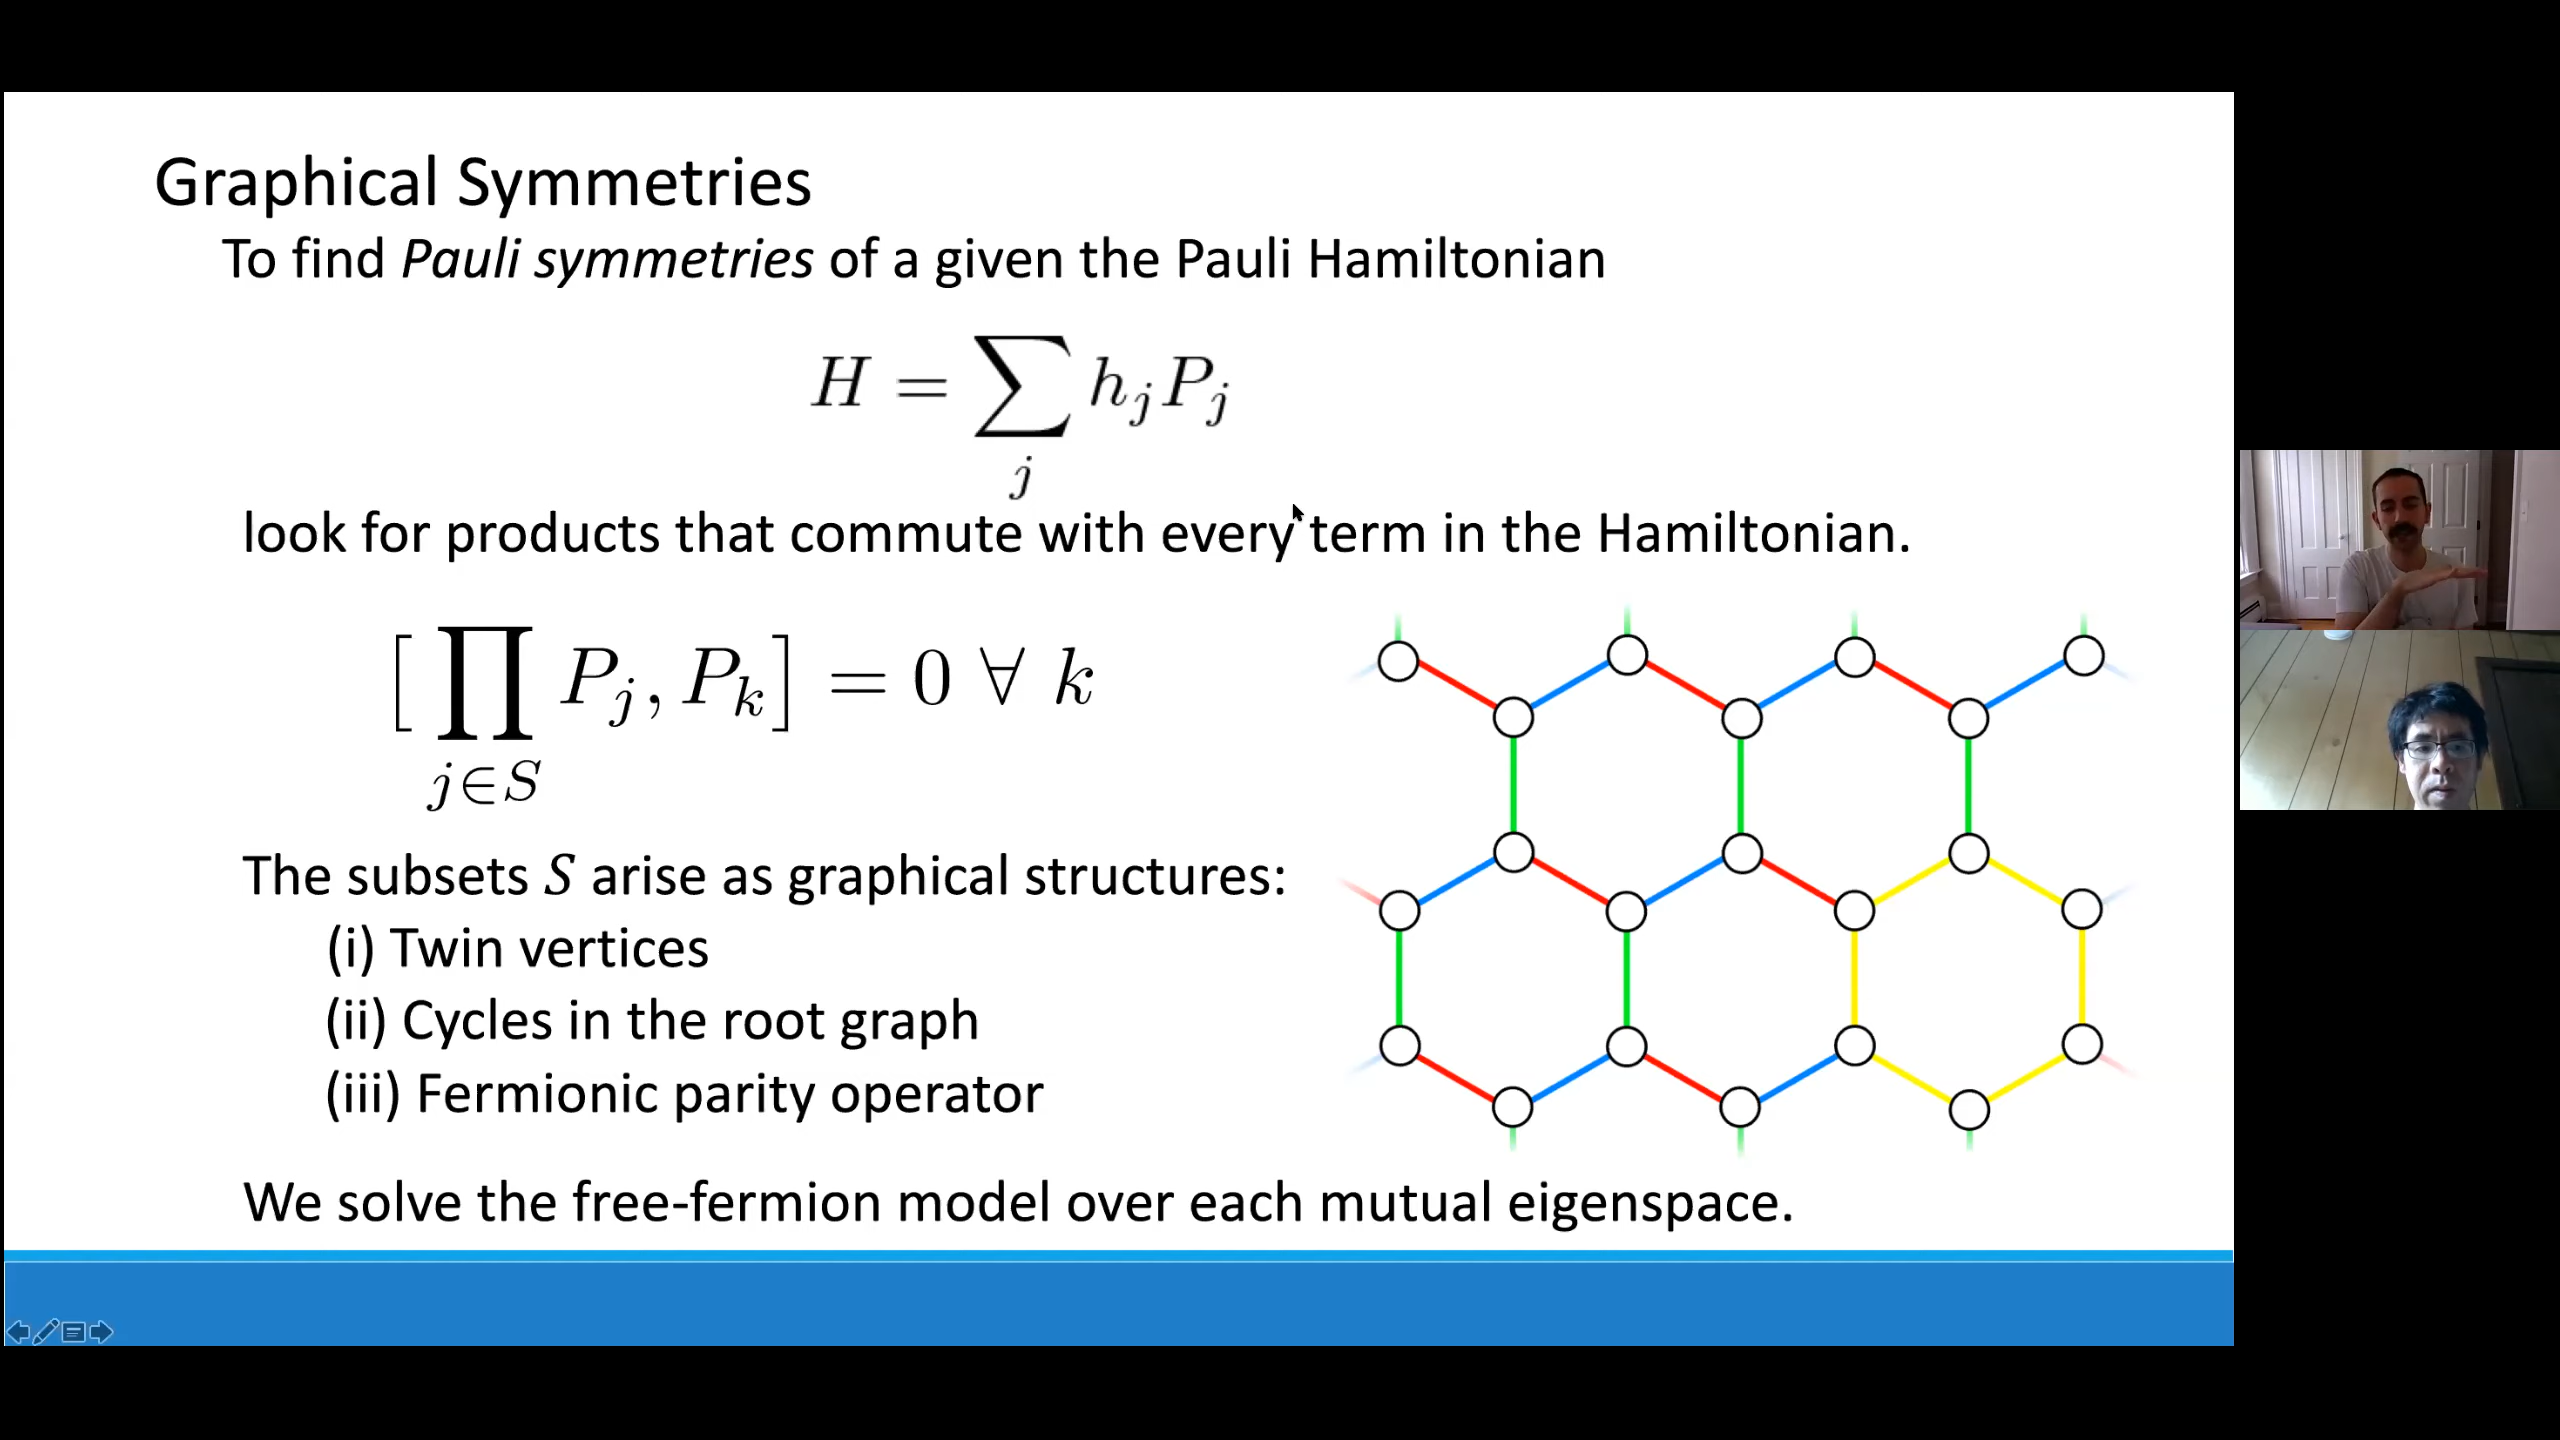 Graphical Symmetries
To find Pauli symmetries of a given the Pauli Hamiltonian
H = ∑_j h_j P_j
look for products that commute with every term in the Hamiltonian.
[ ∏_{j∈S} P_j, P_k ] = 0 ∀ k
The subsets S arise as graphical structures:
(i) Twin vertices
(ii) Cycles in the root graph
(iii) Fermionic parity operator
We solve the free-fermion model over each mutual eigenspace.